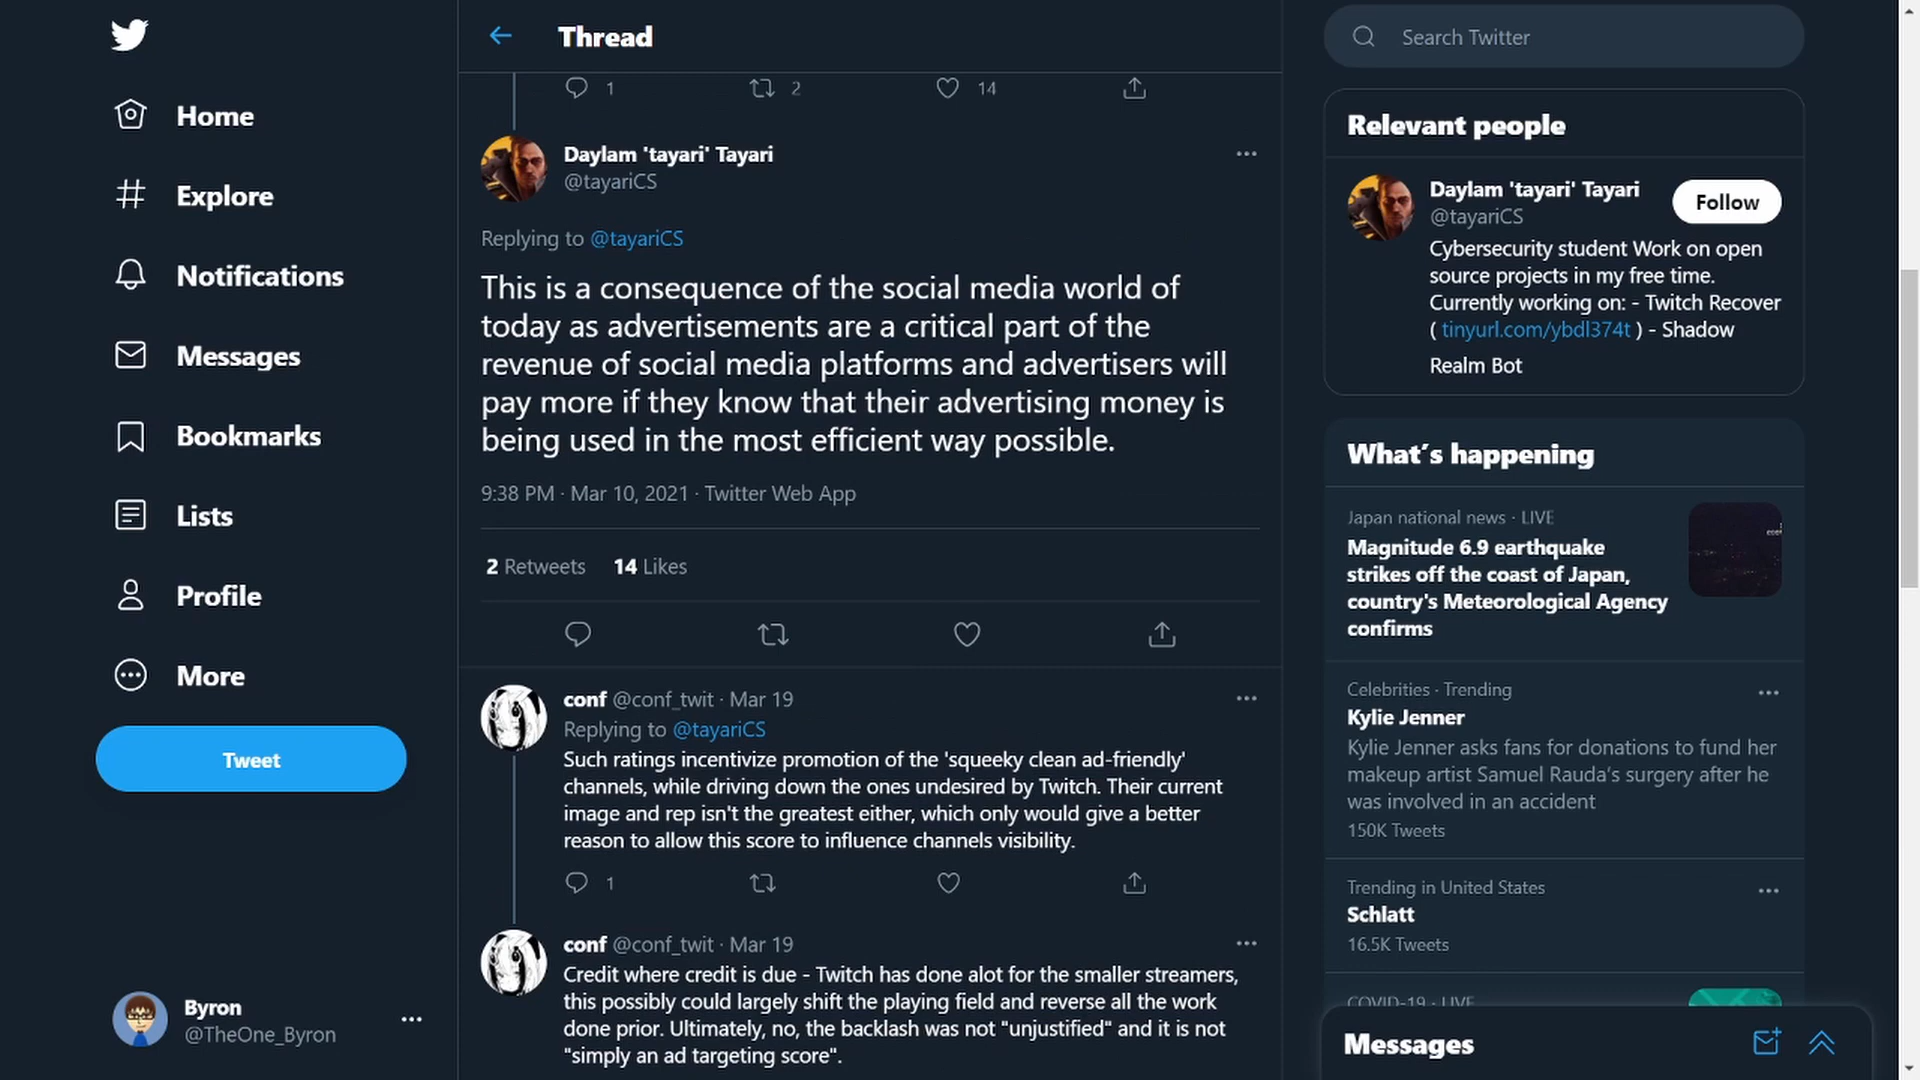 Home
Explore
Notifications
Messages
Bookmarks
Lists
Profile
More
Tweet
Byron
@TheOne_Byron
Thread
1
2
14
Daylam 'tayari' Tayari
@tayariCS
Replying to @tayariCS
This is a consequence of the social media world of
today as advertisements are a critical part of the
revenue of social media platforms and advertisers will
pay more if they know that their advertising money is
being used in the most efficient way possible.
9:38 PM · Mar 10, 2021 · Twitter Web App
2 Retweets 14 Likes
conf @conf_twit · Mar 19
Replying to @tayariCS
Such ratings incentivize promotion of the 'squeeky clean ad-friendly'
channels, while driving down the ones undesired by Twitch. Their current
image and rep isn't the greatest either, which only would give a better
reason to allow this score to influence channels visibility.
1
conf @conf_twit · Mar 19
Credit where credit is due - Twitch has done alot for the smaller streamers,
this possibly could largely shift the playing field and reverse all the work
done prior. Ultimately, no, the backlash was not "unjustified" and it is not
"simply an ad targeting score".
Search Twitter
Relevant people
Daylam 'tayari' Tayari
@tayariCS
Follow
Cybersecurity student Work on open
source projects in my free time.
Currently working on: - Twitch Recover
( tinyurl.com/ybdl374t ) - Shadow
Realm Bot
What's happening
Japan national news · LIVE
Magnitude 6.9 earthquake
strikes off the coast of Japan,
country's Meteorological Agency
confirms
Celebrities · Trending
Kylie Jenner
Kylie Jenner asks fans for donations to fund her
makeup artist Samuel Rauda's surgery after he
was involved in an accident
150K Tweets
Trending in United States
Schlatt
16.5K Tweets
COVID-19 · LIVE
Messages